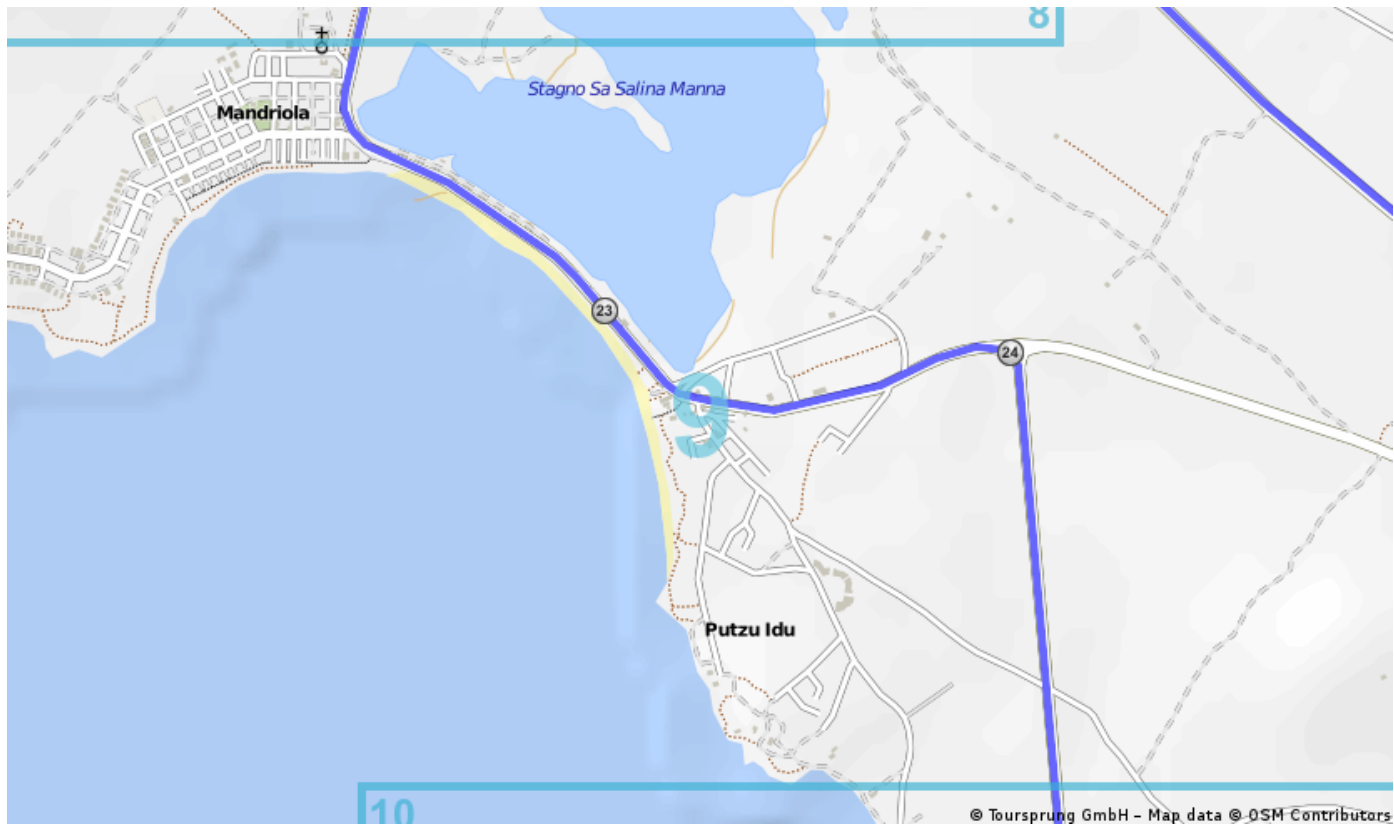 8
Stagno Sa Salina Manna
Mandriola
23
24
9
Putzu Idu
10
© Toursprung GmbH – Map data © OSM Contributors